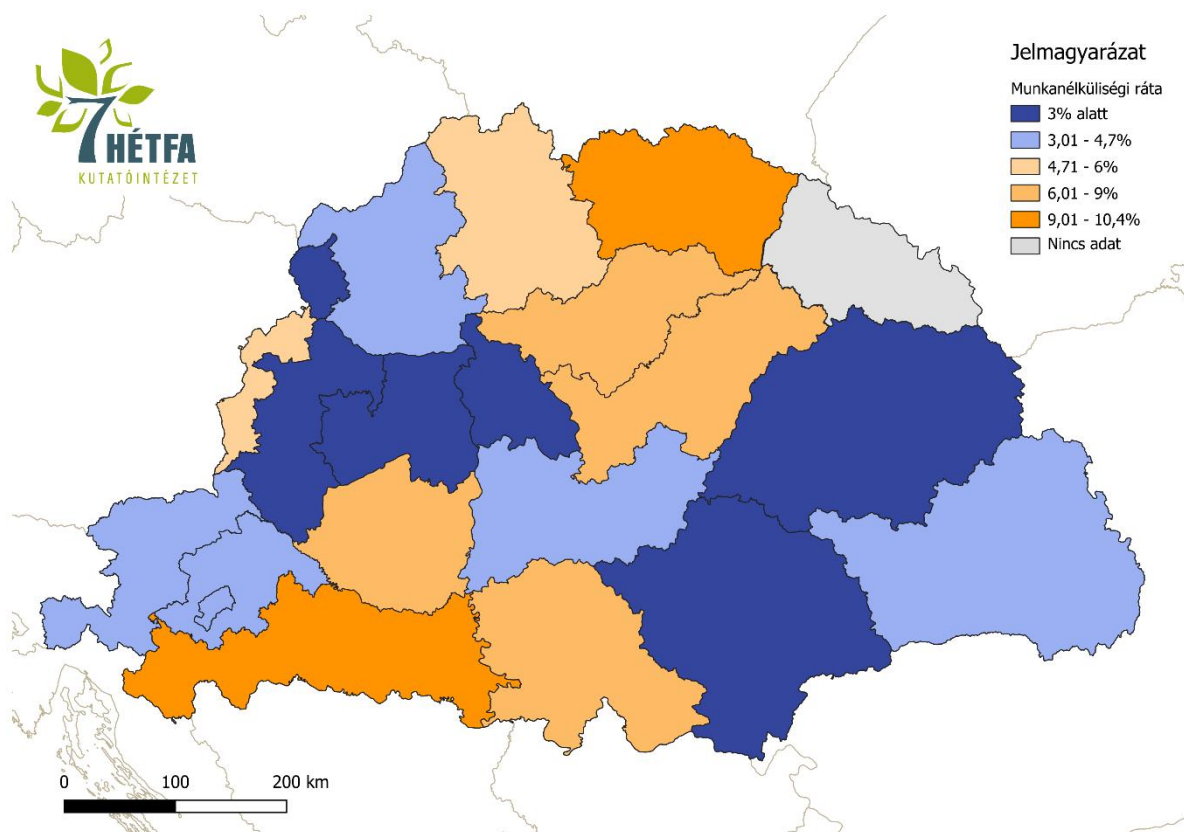 7 HÉTFA
KUTATÓINTÉZET
Jelmagyarázat
Munkanélküliségi ráta
3% alatt
3,01 - 4,7%
4,71 - 6%
6,01 - 9%
9,01 - 10,4%
Nincs adat
0 100 200 km